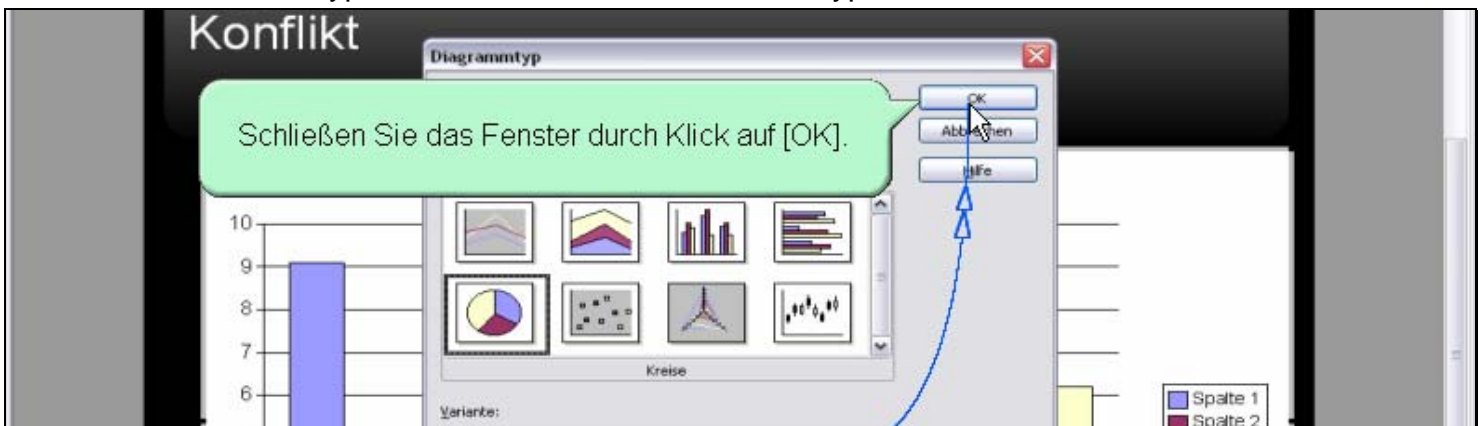 Konflikt
Diagrammtyp
OK
Schließen Sie das Fenster durch Klick auf [OK].
Abbrechen
Hilfe
10
9
8
7
6
Kreise
Variante:
Spalte 1
Spalte 2